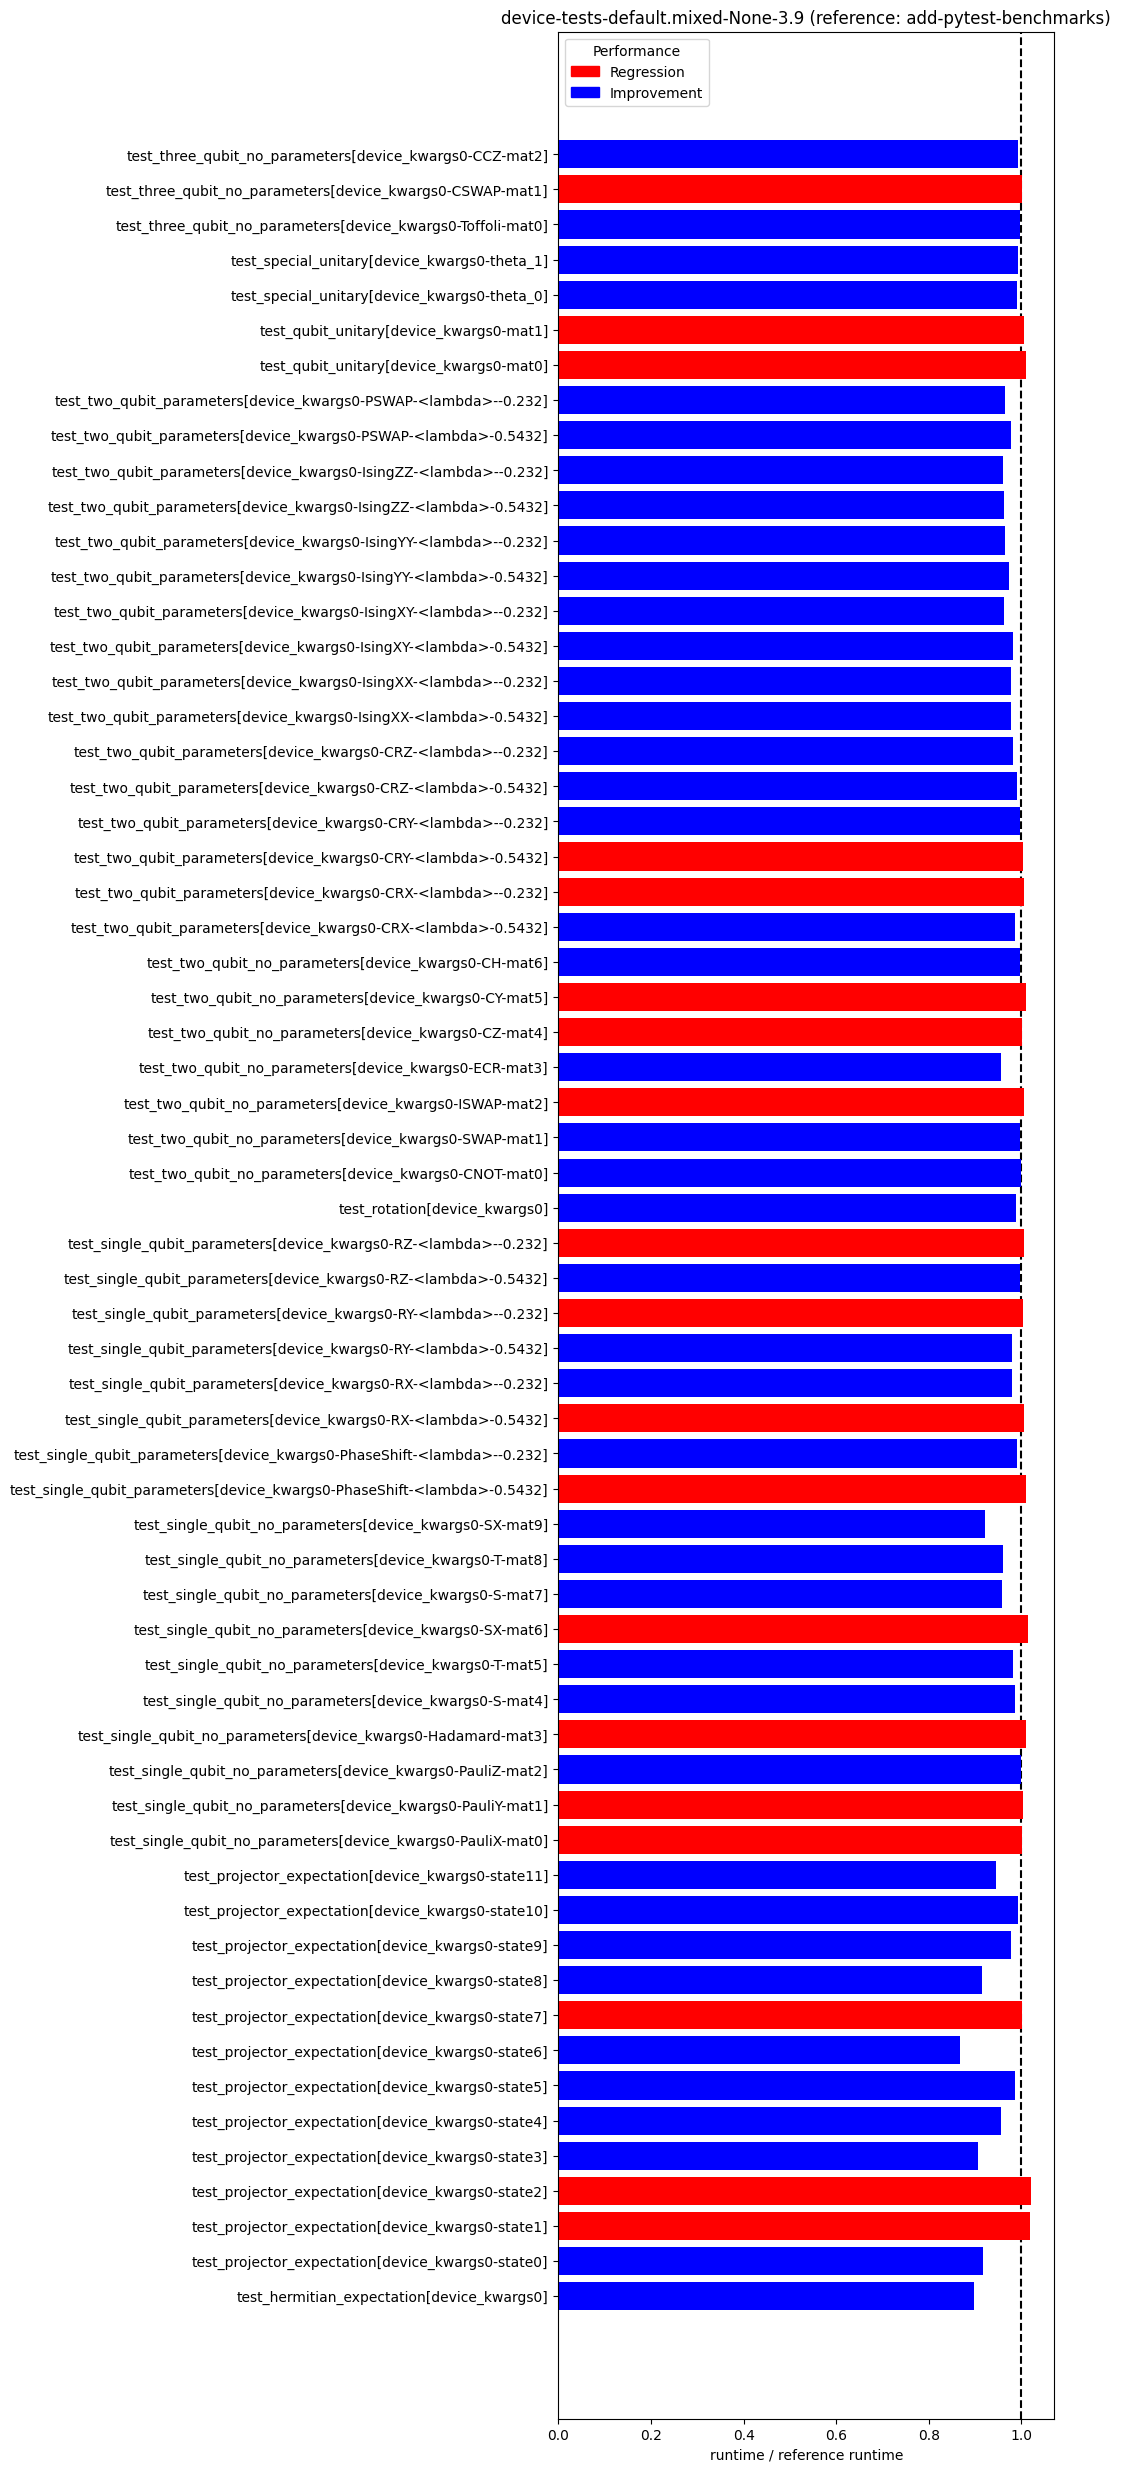 device-tests-default.mixed-None-3.9 (reference: add-pytest-benchmarks)
Performance
Regression
Improvement
test_three_qubit_no_parameters[device_kwargs0-CCZ-mat2]
test_three_qubit_no_parameters[device_kwargs0-CSWAP-mat1]
test_three_qubit_no_parameters[device_kwargs0-Toffoli-mat0]
test_special_unitary[device_kwargs0-theta_1]
test_special_unitary[device_kwargs0-theta_0]
test_qubit_unitary[device_kwargs0-mat1]
test_qubit_unitary[device_kwargs0-mat0]
test_two_qubit_parameters[device_kwargs0-PSWAP-<lambda>--0.232]
test_two_qubit_parameters[device_kwargs0-PSWAP-<lambda>-0.5432]
test_two_qubit_parameters[device_kwargs0-IsingZZ-<lambda>--0.232]
test_two_qubit_parameters[device_kwargs0-IsingZZ-<lambda>-0.5432]
test_two_qubit_parameters[device_kwargs0-IsingYY-<lambda>--0.232]
test_two_qubit_parameters[device_kwargs0-IsingYY-<lambda>-0.5432]
test_two_qubit_parameters[device_kwargs0-IsingXY-<lambda>--0.232]
test_two_qubit_parameters[device_kwargs0-IsingXY-<lambda>-0.5432]
test_two_qubit_parameters[device_kwargs0-IsingXX-<lambda>--0.232]
test_two_qubit_parameters[device_kwargs0-IsingXX-<lambda>-0.5432]
test_two_qubit_parameters[device_kwargs0-CRZ-<lambda>--0.232]
test_two_qubit_parameters[device_kwargs0-CRZ-<lambda>-0.5432]
test_two_qubit_parameters[device_kwargs0-CRY-<lambda>--0.232]
test_two_qubit_parameters[device_kwargs0-CRY-<lambda>-0.5432]
test_two_qubit_parameters[device_kwargs0-CRX-<lambda>--0.232]
test_two_qubit_parameters[device_kwargs0-CRX-<lambda>-0.5432]
test_two_qubit_no_parameters[device_kwargs0-CH-mat6]
test_two_qubit_no_parameters[device_kwargs0-CY-mat5]
test_two_qubit_no_parameters[device_kwargs0-CZ-mat4]
test_two_qubit_no_parameters[device_kwargs0-ECR-mat3]
test_two_qubit_no_parameters[device_kwargs0-ISWAP-mat2]
test_two_qubit_no_parameters[device_kwargs0-SWAP-mat1]
test_two_qubit_no_parameters[device_kwargs0-CNOT-mat0]
test_rotation[device_kwargs0]
test_single_qubit_parameters[device_kwargs0-RZ-<lambda>--0.232]
test_single_qubit_parameters[device_kwargs0-RZ-<lambda>-0.5432]
test_single_qubit_parameters[device_kwargs0-RY-<lambda>--0.232]
test_single_qubit_parameters[device_kwargs0-RY-<lambda>-0.5432]
test_single_qubit_parameters[device_kwargs0-RX-<lambda>--0.232]
test_single_qubit_parameters[device_kwargs0-RX-<lambda>-0.5432]
test_single_qubit_parameters[device_kwargs0-PhaseShift-<lambda>--0.232]
test_single_qubit_parameters[device_kwargs0-PhaseShift-<lambda>-0.5432]
test_single_qubit_no_parameters[device_kwargs0-SX-mat9]
test_single_qubit_no_parameters[device_kwargs0-T-mat8]
test_single_qubit_no_parameters[device_kwargs0-S-mat7]
test_single_qubit_no_parameters[device_kwargs0-SX-mat6]
test_single_qubit_no_parameters[device_kwargs0-T-mat5]
test_single_qubit_no_parameters[device_kwargs0-S-mat4]
test_single_qubit_no_parameters[device_kwargs0-Hadamard-mat3]
test_single_qubit_no_parameters[device_kwargs0-PauliZ-mat2]
test_single_qubit_no_parameters[device_kwargs0-PauliY-mat1]
test_single_qubit_no_parameters[device_kwargs0-PauliX-mat0]
test_projector_expectation[device_kwargs0-state11]
test_projector_expectation[device_kwargs0-state10]
test_projector_expectation[device_kwargs0-state9]
test_projector_expectation[device_kwargs0-state8]
test_projector_expectation[device_kwargs0-state7]
test_projector_expectation[device_kwargs0-state6]
test_projector_expectation[device_kwargs0-state5]
test_projector_expectation[device_kwargs0-state4]
test_projector_expectation[device_kwargs0-state3]
test_projector_expectation[device_kwargs0-state2]
test_projector_expectation[device_kwargs0-state1]
test_projector_expectation[device_kwargs0-state0]
test_hermitian_expectation[device_kwargs0]
0.0 0.2 0.4 0.6 0.8 1.0
runtime / reference runtime